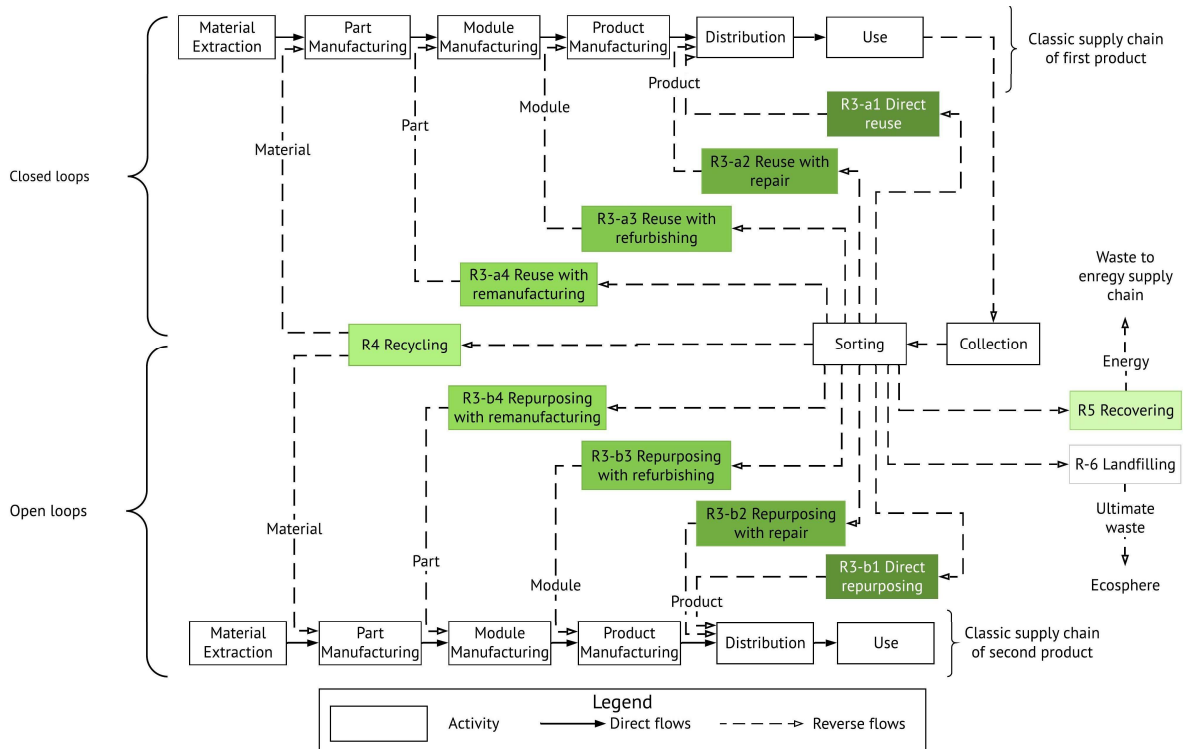 Material
Extraction
Part
Manufacturing
Module
Manufacturing
Product
Manufacturing
Distribution
Use
Classic supply chain
of first product
Product
Module
Part
Material
R3-a1 Direct
reuse
R3-a2 Reuse with
repair
Closed loops
R3-a3 Reuse with
refurbishing
R3-a4 Reuse with
remanufacturing
Waste to
enregy supply
chain
R4 Recycling
Sorting
Collection
Energy
R3-b4 Repurposing
with remanufacturing
R5 Recovering
R3-b3 Repurposing
with refurbishing
R-6 Landfilling
Open loops
R3-b2 Repurposing
with repair
Ultimate
waste
Material
Part
R3-b1 Direct
repurposing
Ecosphere
Module
Product
Material
Extraction
Part
Manufacturing
Module
Manufacturing
Product
Manufacturing
Distribution
Use
Classic supply chain
of second product
Legend
Activity
Direct flows
Reverse flows